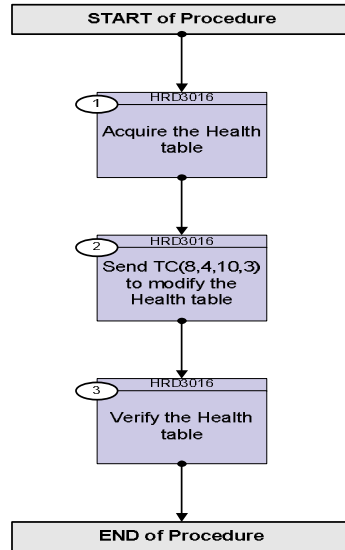 START of Procedure
HRD3016
1
Acquire the Health
table
HRD3016
2
Send TC(8,4,10,3)
to modify the
Health table
HRD3016
3
Verify the Health
table
END of Procedure